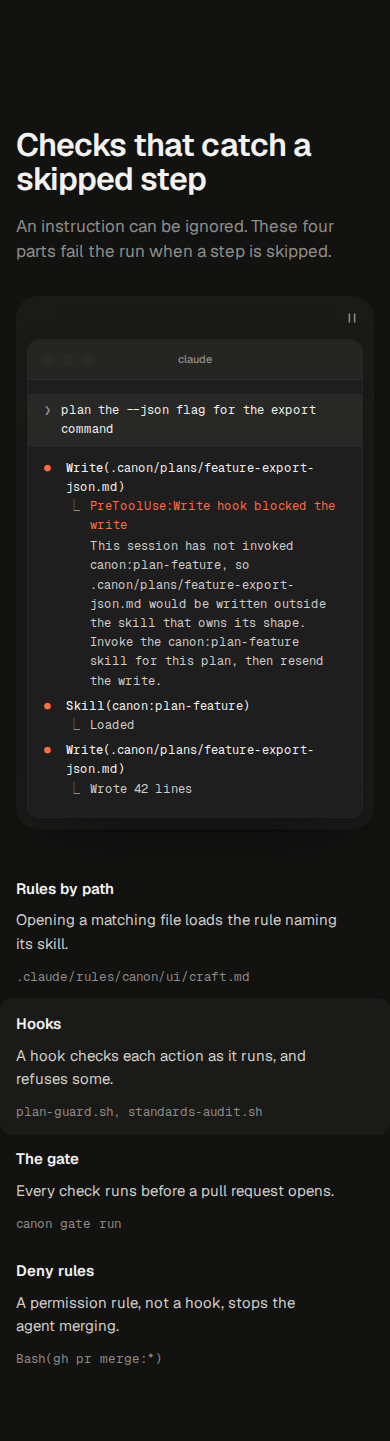 Checks that catch a
skipped step
An instruction can be ignored. These four
parts fail the run when a step is skipped.
claude
❯ plan the --json flag for the export
command
● Write(.canon/plans/feature-export-
json.md)
⎿ PreToolUse:Write hook blocked the
write
This session has not invoked
canon:plan-feature, so
.canon/plans/feature-export-
json.md would be written outside
the skill that owns its shape.
Invoke the canon:plan-feature
skill for this plan, then resend
the write.
● Skill(canon:plan-feature)
⎿ Loaded
● Write(.canon/plans/feature-export-
json.md)
⎿ Wrote 42 lines
Rules by path
Opening a matching file loads the rule naming
its skill.
.claude/rules/canon/ui/craft.md
Hooks
A hook checks each action as it runs, and
refuses some.
plan-guard.sh, standards-audit.sh
The gate
Every check runs before a pull request opens.
canon gate run
Deny rules
A permission rule, not a hook, stops the
agent merging.
Bash(gh pr merge:*)